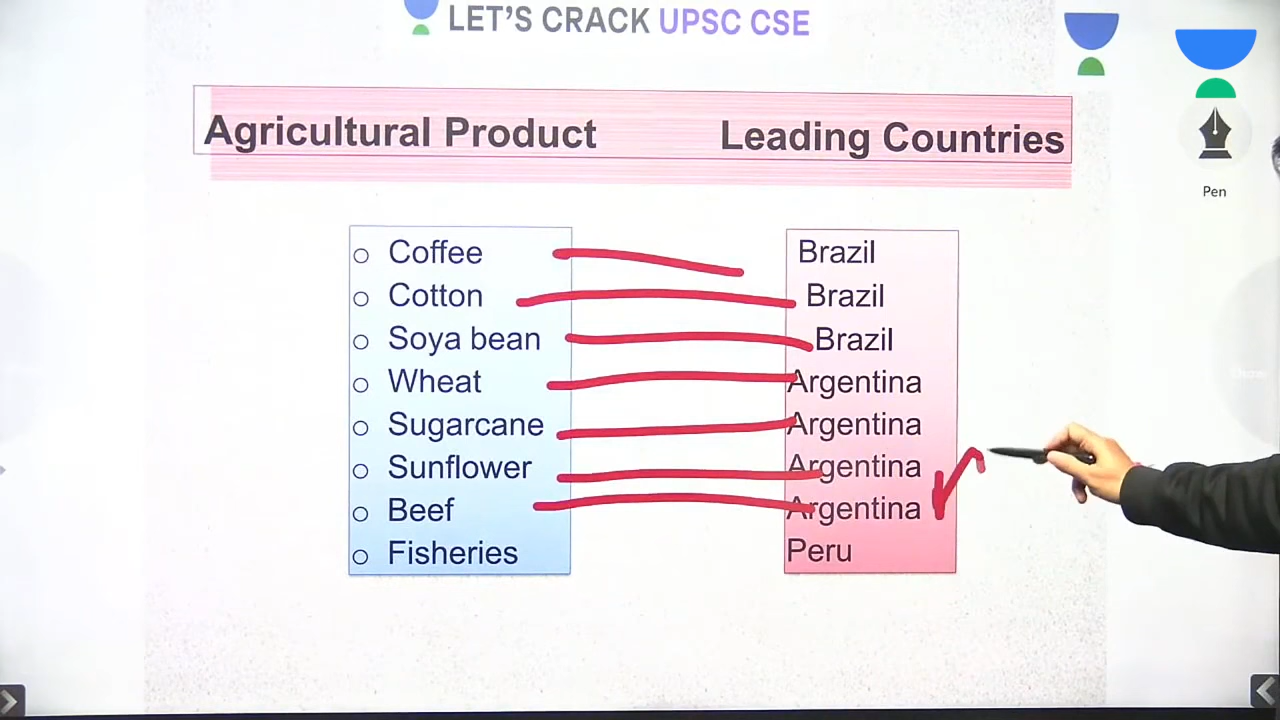 LET'S CRACK UPSC CSE
Agricultural Product Leading Countries
Pen
Coffee Brazil
Cotton Brazil
Soya bean Brazil
Wheat Argentina
Sugarcane Argentina
Sunflower Argentina
Beef Argentina
Fisheries Peru